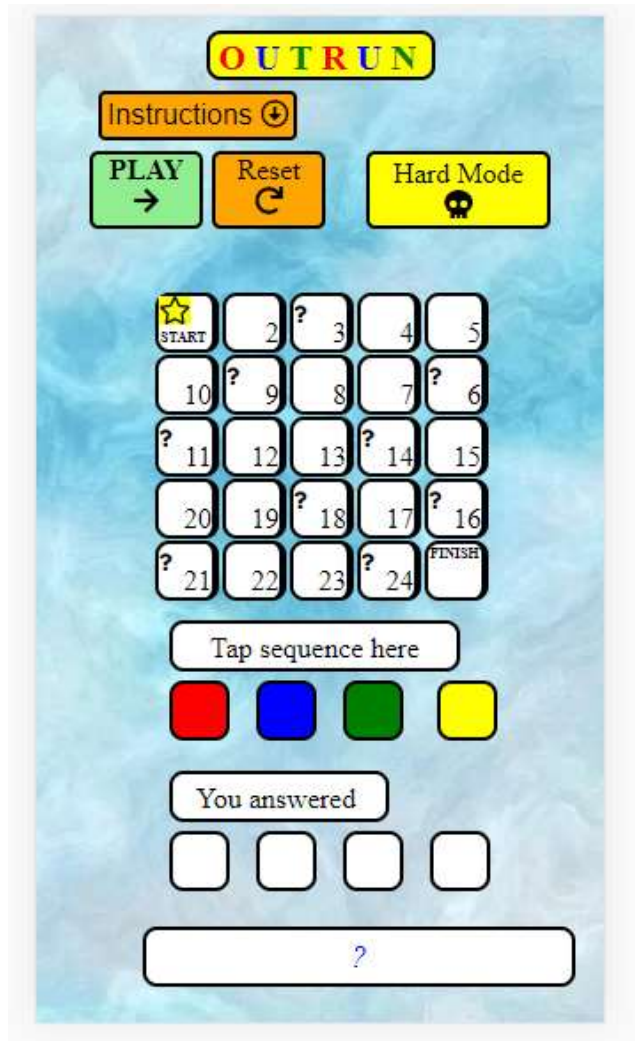 OUTRUN
Instructions
PLAY Reset Hard Mode
START 2 ? 3 4 5
10 ? 9 8 7 ? 6
? 11 12 13 ? 14 15
20 19 ? 18 17 ? 16
? 21 22 23 ? 24 FINISH
Tap sequence here
You answered
?